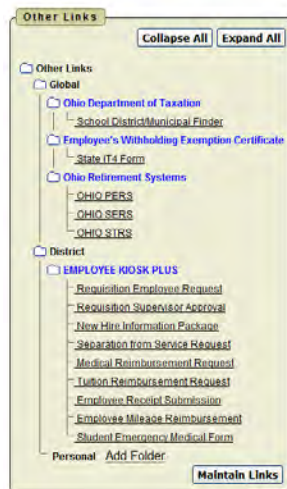 Other Links
Collapse All Expand All
Other Links
Global
Ohio Department of Taxation
School District/Municipal Finder
Employee's Withholding Exemption Certificate
State IT4 Form
Ohio Retirement Systems
OHIO PERS
OHIO SERS
OHIO STRS
District
EMPLOYEE KIOSK PLUS
Requisition Employee Request
Requisition Supervisor Approval
New Hire Information Package
Separation from Service Request
Medical Reimbursement Request
Tuition Reimbursement Request
Employee Receipt Submission
Employee Mileage Reimbursement
Student Emergency Medical Form
Personal Add Folder
Maintain Links